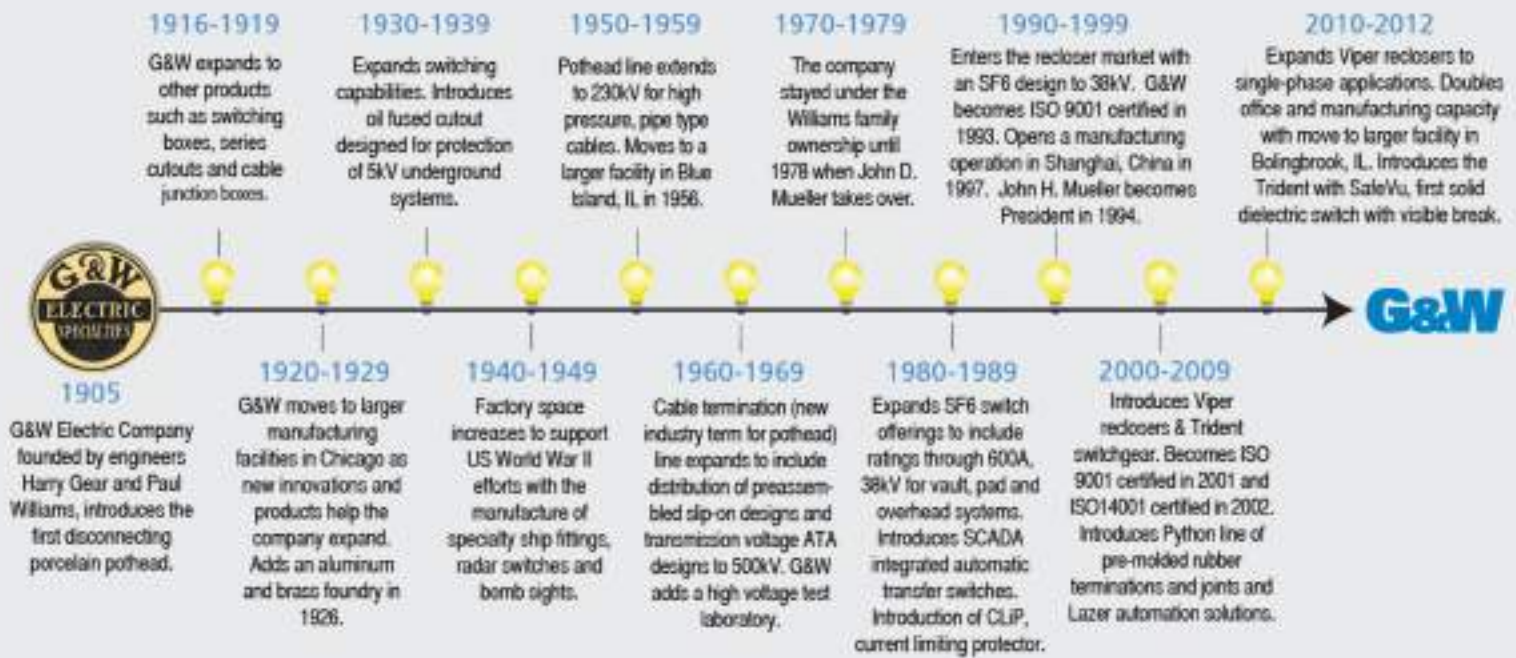 1916-1919
G&W expands to
other products
such as switching
boxes, series
cutouts and cable
junction boxes.
1930-1939
Expands switching
capabilities. Introduces
oil fused cutout
designed for protection
of 5kV underground
systems.
1950-1959
Pothead line extends
to 230kV for high
pressure, pipe type
cables. Moves to a
larger facility in Blue
Island, IL in 1956.
1970-1979
The company
stayed under the
Williams family
ownership until
1978 when John D.
Mueller takes over.
1990-1999
Enters the recloser market with
an SF6 design to 38kV. G&W
becomes ISO 9001 certified in
1993. Opens a manufacturing
operation in Shanghai, China in
1997. John H. Mueller becomes
President in 1994.
2010-2012
Expands Viper reclosers to
single-phase applications. Doubles
office and manufacturing capacity
with move to larger facility in
Bolingbrook, IL. Introduces the
Trident with SafeVu, first solid
dielectric switch with visible break.
G&W
ELECTRIC
SPECIALTIES
G&W
1905
G&W Electric Company
founded by engineers
Harry Gear and Paul
Williams, introduces the
first disconnecting
porcelain pothead.
1920-1929
G&W moves to larger
manufacturing
facilities in Chicago as
new innovations and
products help the
company expand.
Adds an aluminum
and brass foundry in
1926.
1940-1949
Factory space
increases to support
US World War II
efforts with the
manufacture of
specialty ship fittings,
radar switches and
bomb sights.
1960-1969
Cable termination (new
industry term for pothead)
line expands to include
distribution of preassem-
bled slip-on designs and
transmission voltage ATA
designs to 500kV. G&W
adds a high voltage test
laboratory.
1980-1989
Expands SF6 switch
offerings to include
ratings through 600A,
38kV for vault, pad and
overhead systems.
Introduces SCADA
integrated automatic
transfer switches.
Introduction of CLiP,
current limiting protector.
2000-2009
Introduces Viper
reclosers & Trident
switchgear. Becomes ISO
9001 certified in 2001 and
ISO14001 certified in 2002.
Introduces Python line of
pre-molded rubber
terminations and joints and
Lazer automation solutions.